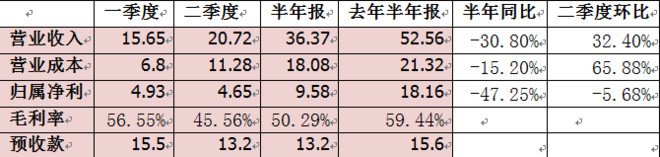 一季度 二季度 半年报 去年半年报 半年同比 二季度环比
营业收入 15.65 20.72 36.37 52.56 -30.80% 32.40%
营业成本 6.8 11.28 18.08 21.32 -15.20% 65.88%
归属净利 4.93 4.65 9.58 18.16 -47.25% -5.68%
毛利率 56.55% 45.56% 50.29% 59.44%
预收款 15.5 13.2 13.2 15.6